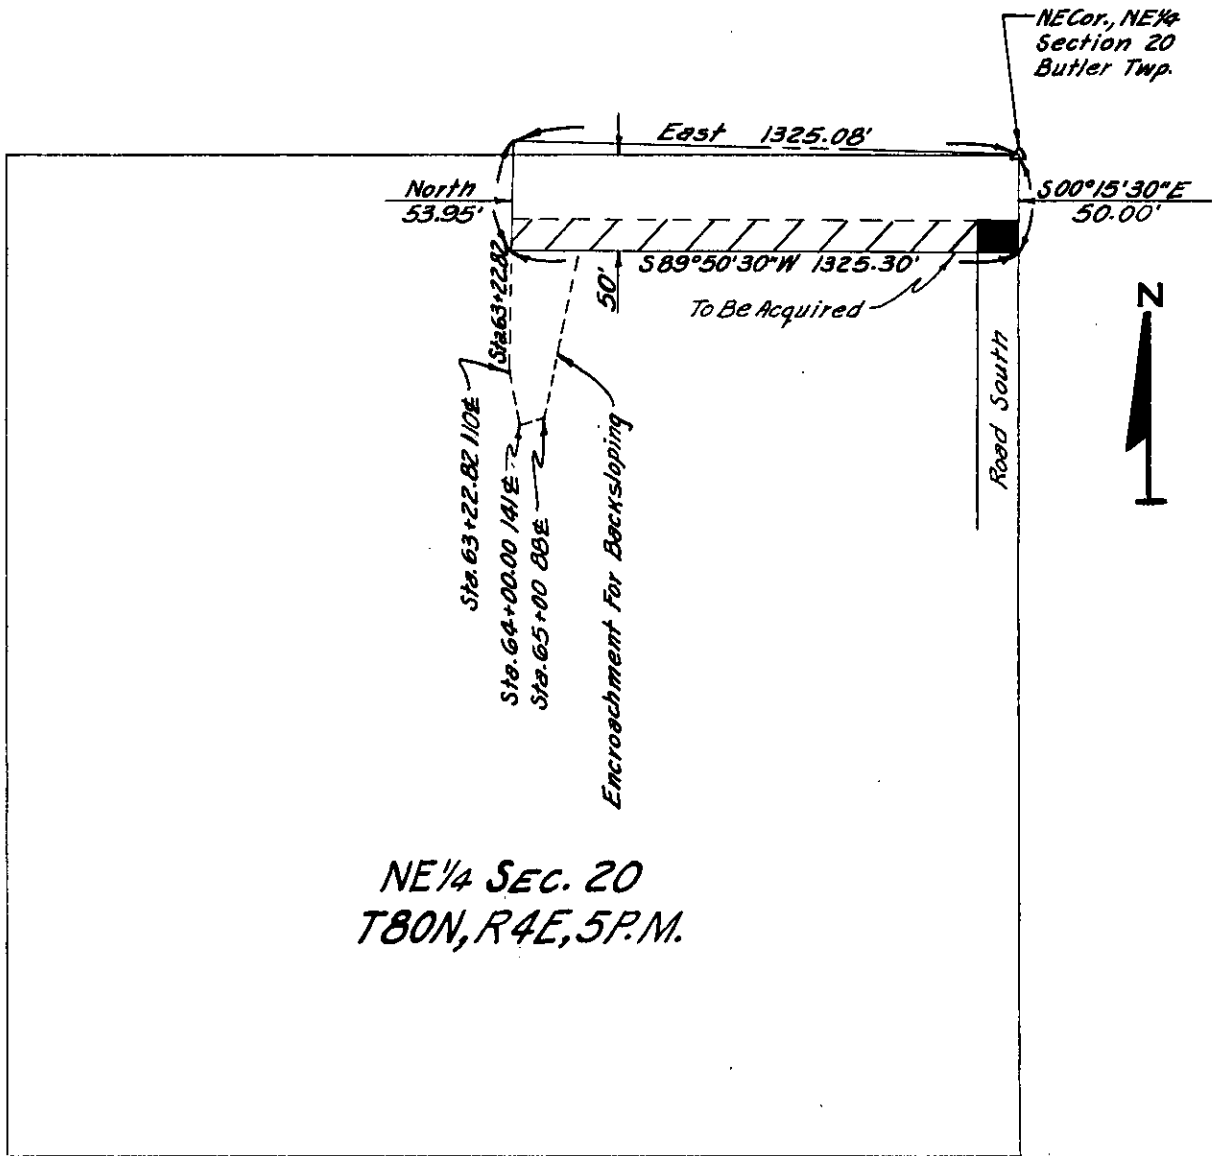 NE Cor., NE¼
Section 20
Butler Twp.
East 1325.08'
North
53.95'
S00°15'30"E
50.00'
S89°50'30"W 1325.30'
50'
To Be Acquired
N
Sta.63+22.82
Road South
Sta.63+22.82 110℄
Sta.64+00.00 141℄
Sta.65+00 88℄
Encroachment For Backsloping
NE¼ SEC. 20
T80N, R4E, 5P.M.